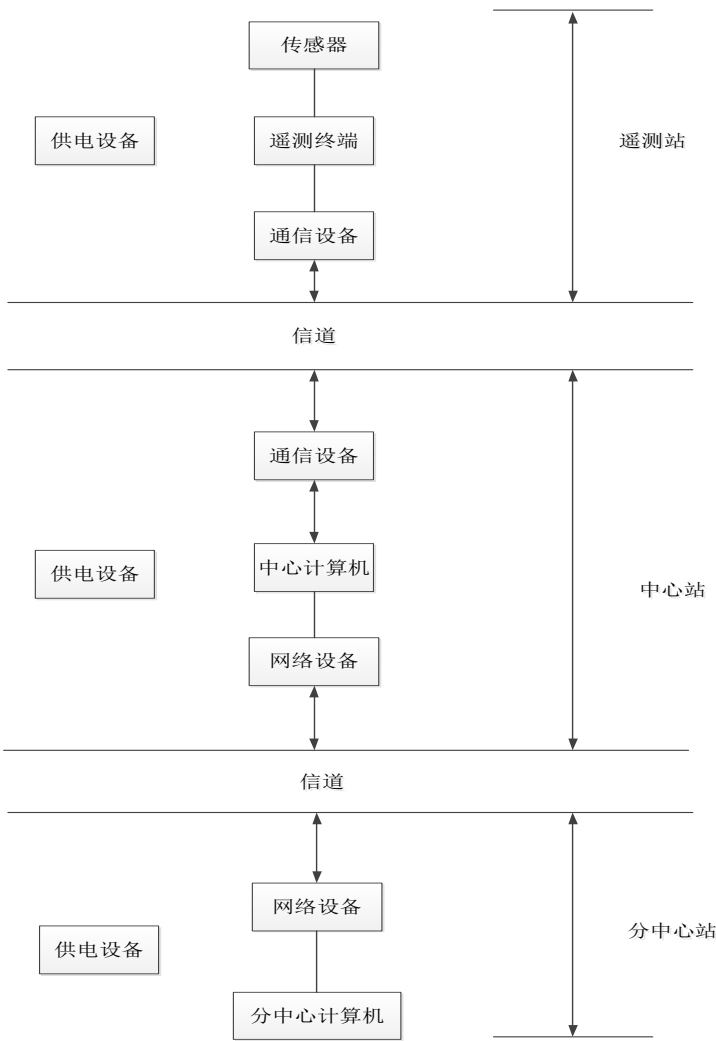 传感器
供电设备
遥测终端
遥测站
通信设备
信道
通信设备
供电设备
中心计算机
中心站
网络设备
信道
网络设备
分中心站
供电设备
分中心计算机